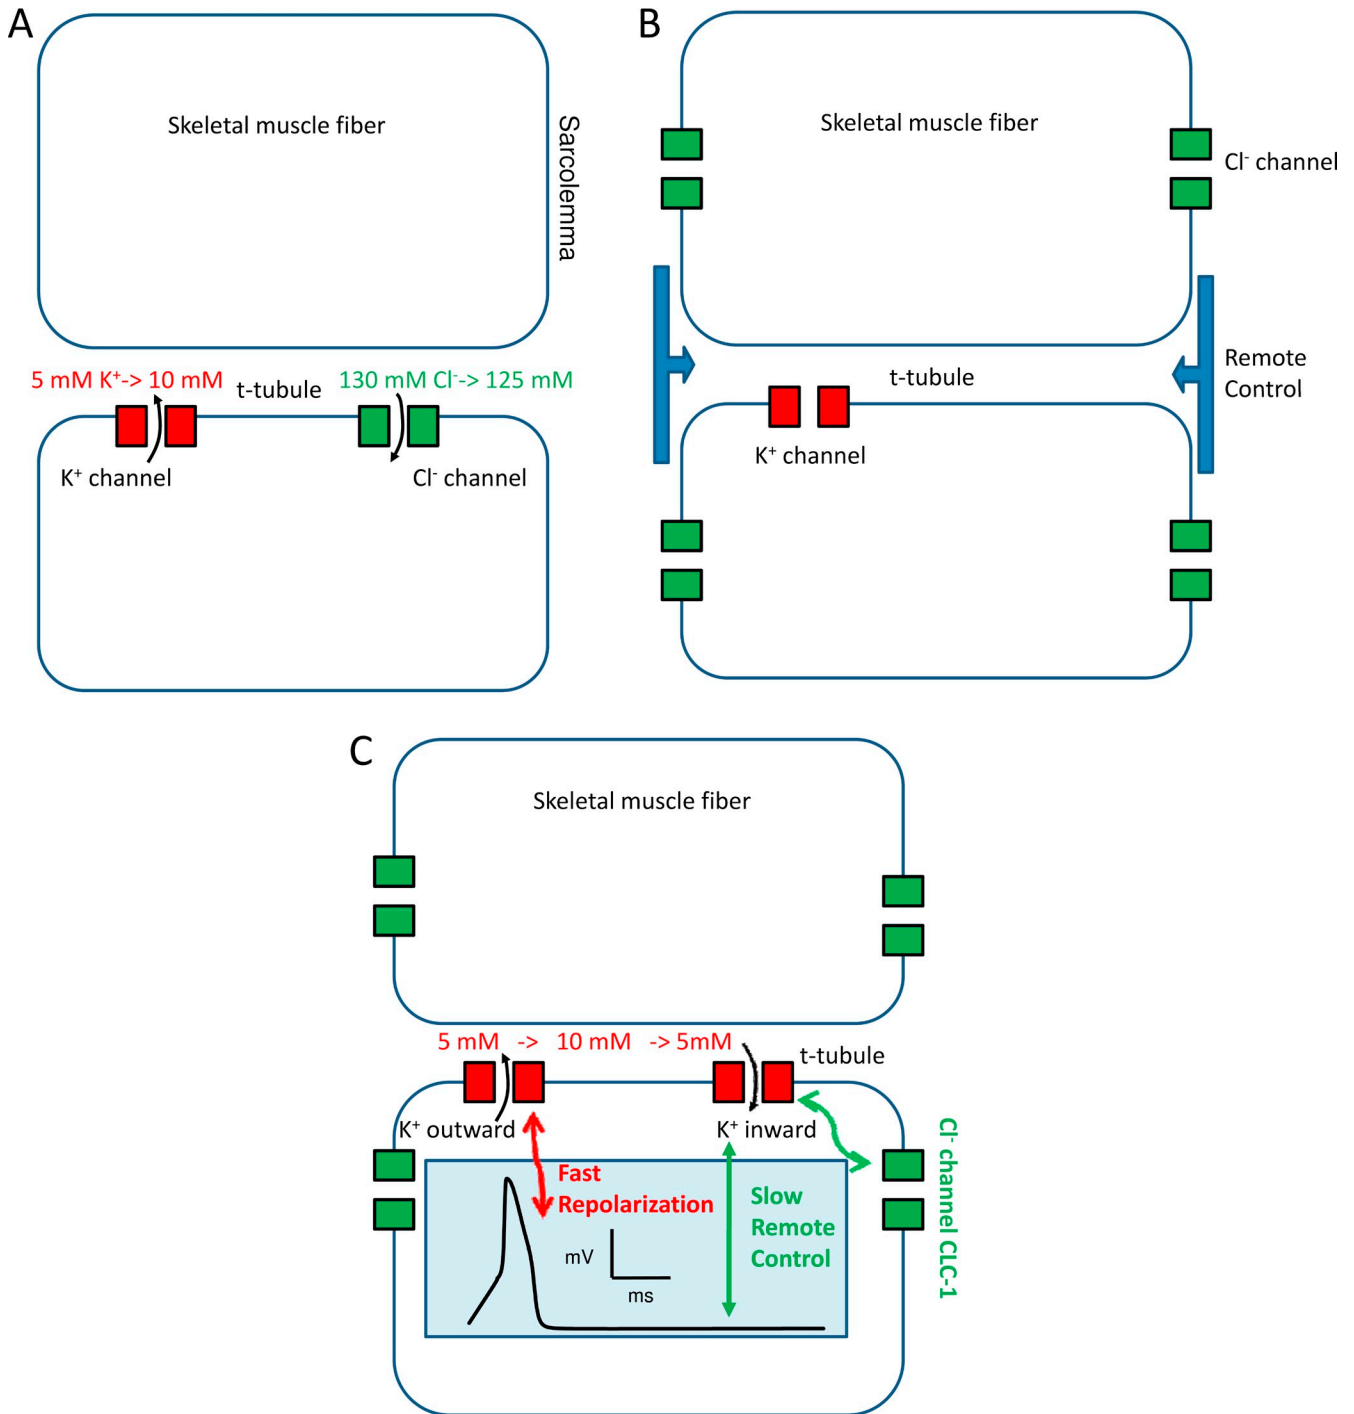 A
Skeletal muscle fiber
Sarcolemma
5 mM K⁺-> 10 mM
t-tubule
130 mM Cl⁻-> 125 mM
K⁺ channel
Cl⁻ channel
B
Skeletal muscle fiber
Cl⁻ channel
Remote
Control
t-tubule
K⁺ channel
C
Skeletal muscle fiber
5 mM -> 10 mM -> 5mM
t-tubule
K⁺ outward
K⁺ inward
Fast
Repolarization
Slow
Remote
Control
mV
ms
Cl⁻ channel CLC-1